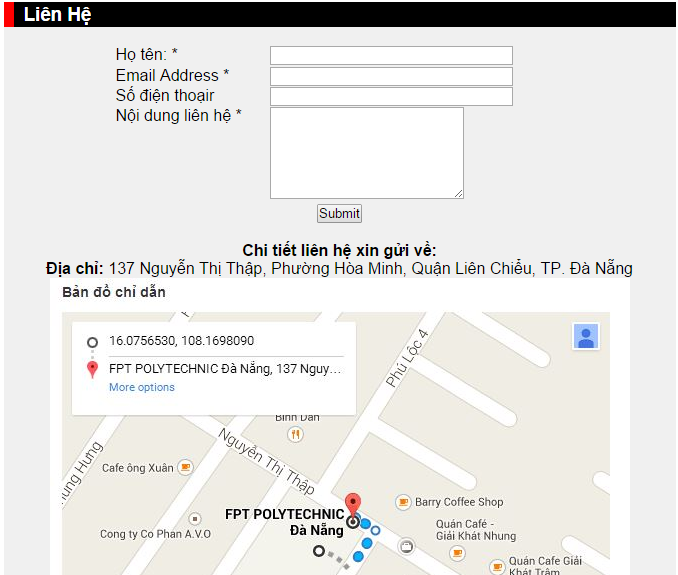 Liên Hệ
Họ tên: *
Email Address *
Số điện thoạir
Nội dung liên hệ *
Submit
Chi tiết liên hệ xin gửi về:
Địa chỉ: 137 Nguyễn Thị Thập, Phường Hòa Minh, Quận Liên Chiểu, TP. Đà Nẵng
Bản đồ chỉ dẫn
16.0756530, 108.1698090
FPT POLYTECHNIC Đà Nẵng, 137 Nguy...
More options
Phú Lộc 4
Bình Dân
Nguyễn Thị Thập
Hưng
Cafe ông Xuân
FPT POLYTECHNIC
Đà Nẵng
Barry Coffee Shop
Công ty Co Phan A.V.O
Quán Café -
Giải Khát Nhung
Quán Cafe Giải
Khát Trâm